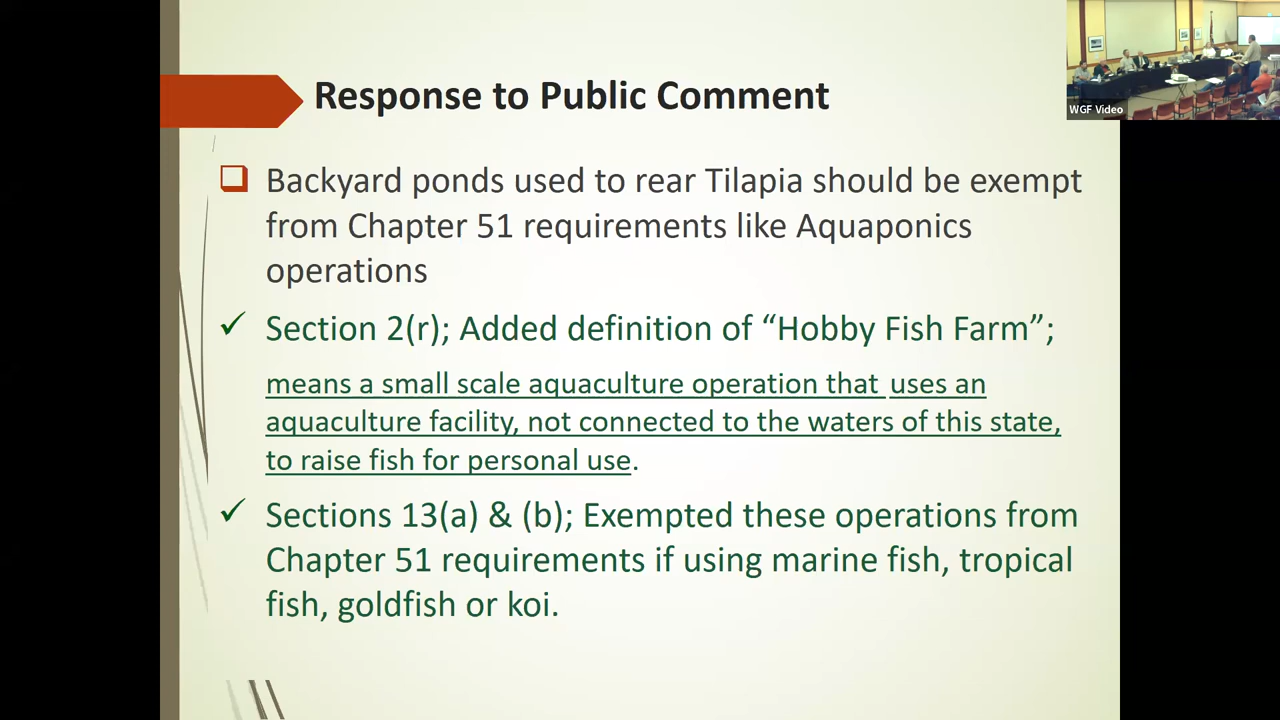 Response to Public Comment
WGF Video
Backyard ponds used to rear Tilapia should be exempt
from Chapter 51 requirements like Aquaponics
operations
Section 2(r); Added definition of “Hobby Fish Farm”;
means a small scale aquaculture operation that uses an
aquaculture facility, not connected to the waters of this state,
to raise fish for personal use.
Sections 13(a) & (b); Exempted these operations from
Chapter 51 requirements if using marine fish, tropical
fish, goldfish or koi.